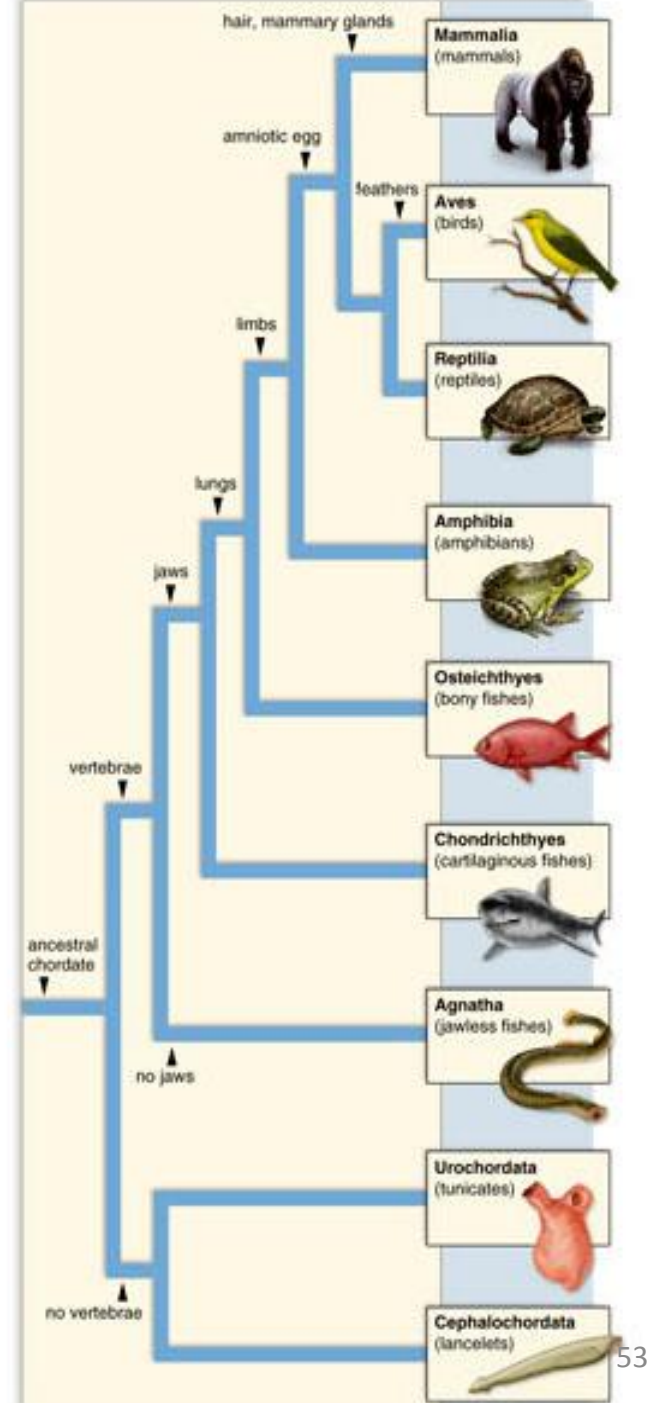 hair, mammary glands
Mammalia
(mammals)
amniotic egg
feathers
Aves
(birds)
limbs
Reptilia
(reptiles)
lungs
Amphibia
(amphibians)
jaws
Osteichthyes
(bony fishes)
vertebrae
Chondrichthyes
(cartilaginous fishes)
ancestral
chordate
Agnatha
(jawless fishes)
no jaws
Urochordata
(tunicates)
no vertebrae
Cephalochordata
(lancelets)
53